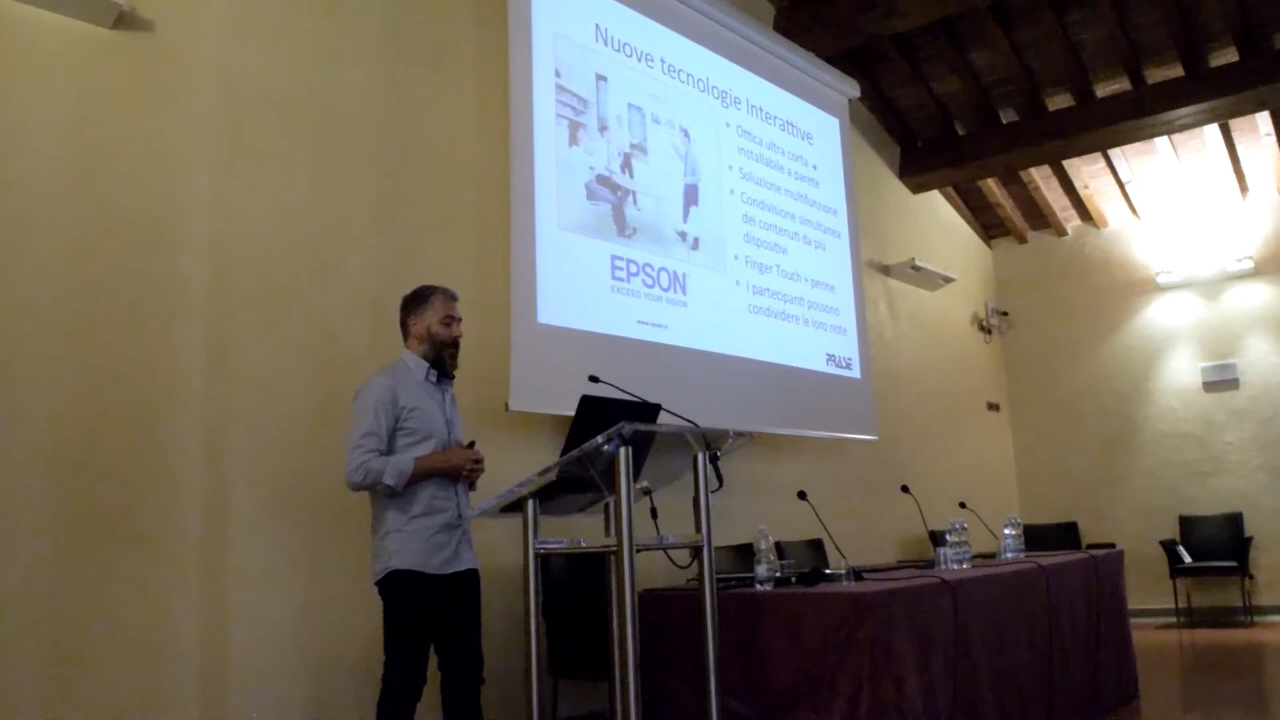 Nuove tecnologie Interattive
• Ottica ultra corta →
installabile a parete
• Soluzione multifunzione
• Condivisione simultanea
dei contenuti da più
dispositivi
• Finger Touch + penne
• I partecipanti possono
condividere le loro note
EPSON
EXCEED YOUR VISION
PRASE